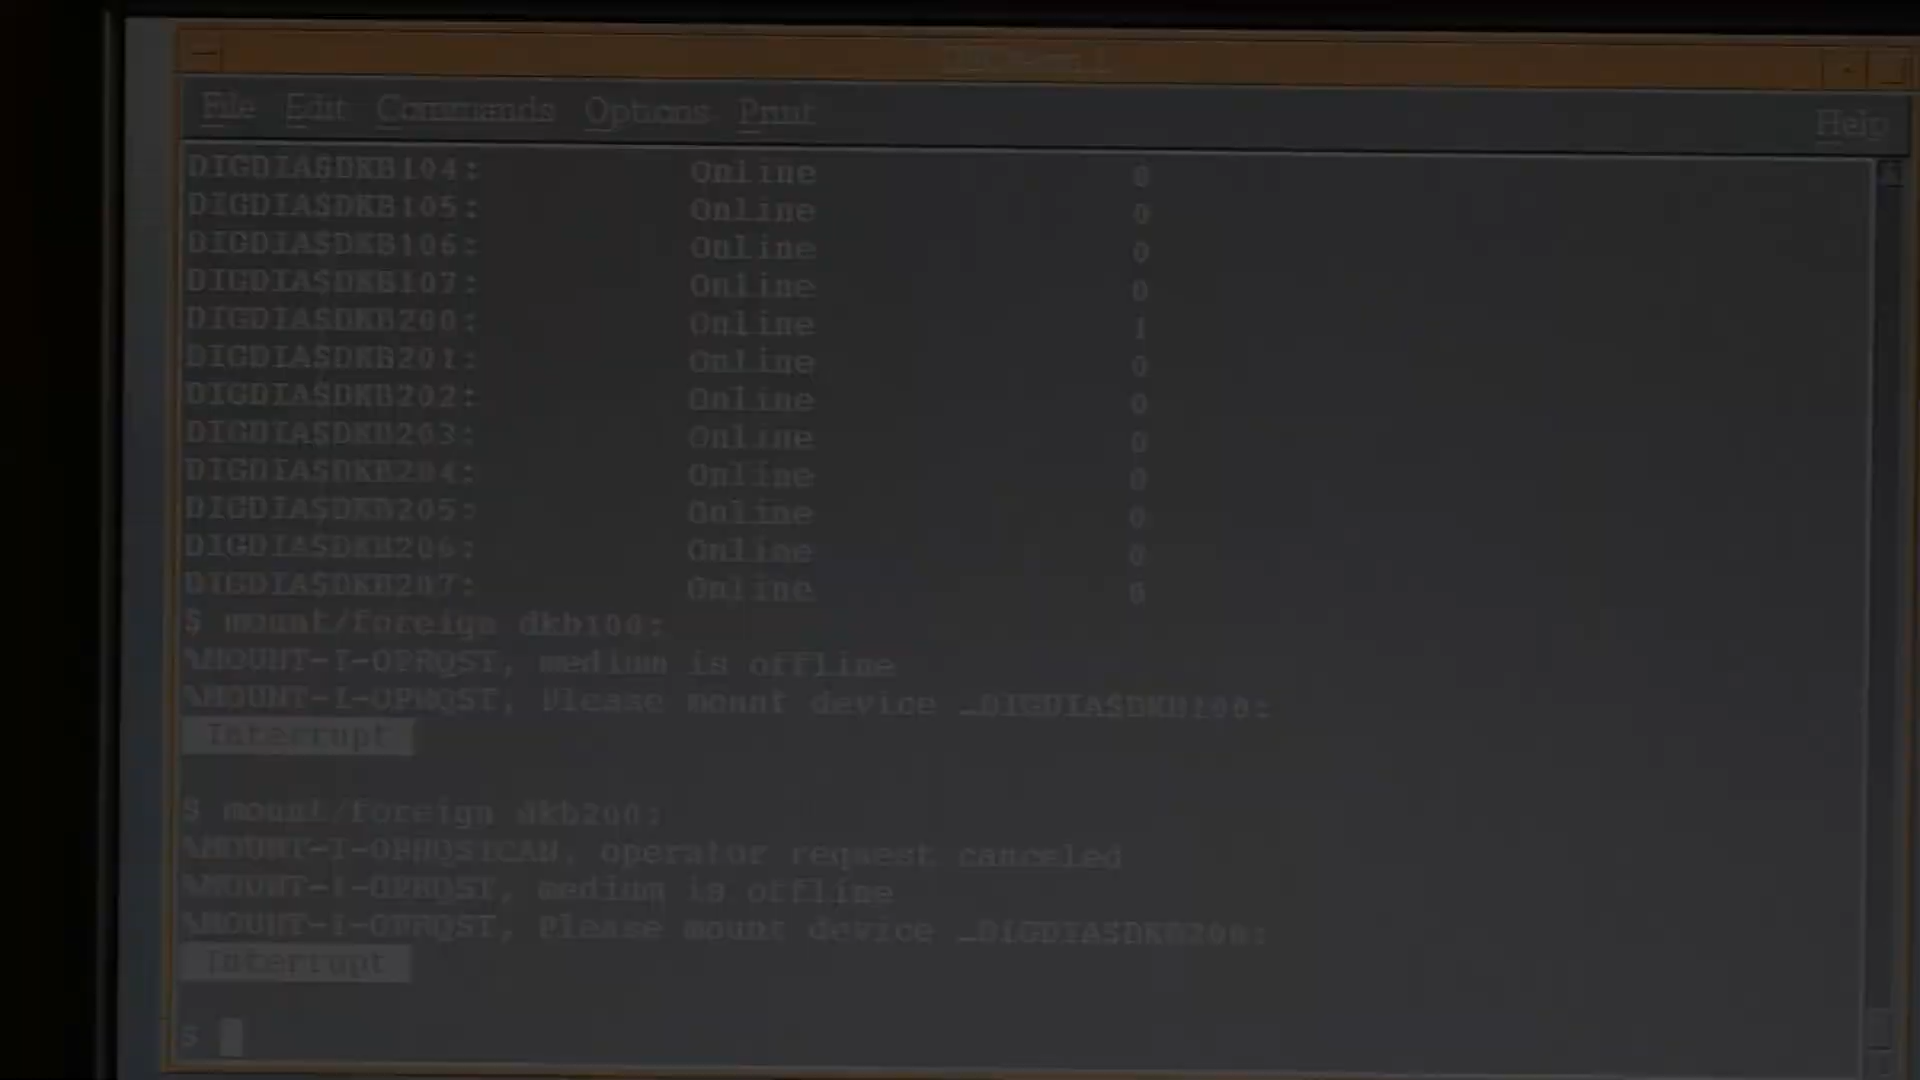 File Edit Commands Options Print Help
DIGDIA$DKB104: Online 0
DIGDIA$DKB105: Online 0
DIGDIA$DKB106: Online 0
DIGDIA$DKB107: Online 0
DIGDIA$DKB200: Online 1
DIGDIA$DKB201: Online 0
DIGDIA$DKB202: Online 0
DIGDIA$DKB203: Online 0
DIGDIA$DKB204: Online 0
DIGDIA$DKB205: Online 0
DIGDIA$DKB206: Online 0
DIGDIA$DKB207: Online 0
$ mount/foreign dkb100:
%MOUNT-I-OPRQST, medium is offline
%MOUNT-I-OPRQST, Please mount device _DIGDIA$DKB100:
Interrupt
$ mount/foreign dkb200:
%MOUNT-I-OPRQSTCAN, operator request canceled
%MOUNT-I-OPRQST, medium is offline
%MOUNT-I-OPRQST, Please mount device _DIGDIA$DKB200:
Interrupt
$